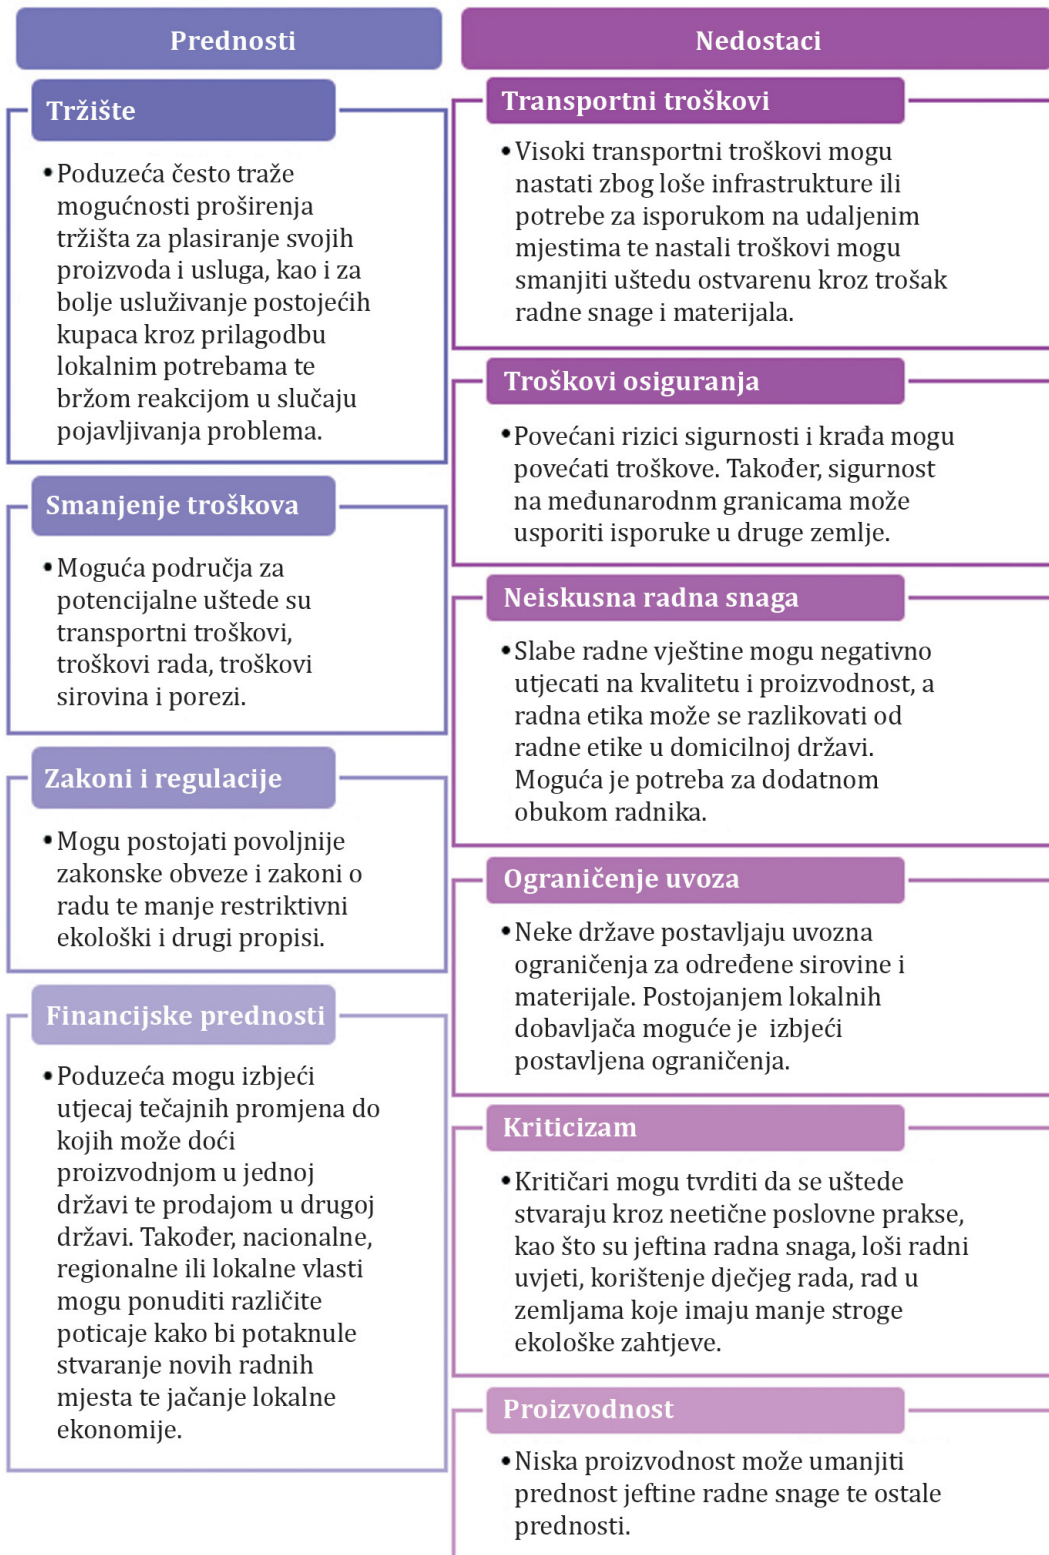 Prednosti
Tržište
• Poduzeća često traže
mogućnosti proširenja
tržišta za plasiranje svojih
proizvoda i usluga, kao i za
bolje usluživanje postojećih
kupaca kroz prilagodbu
lokalnim potrebama te
bržom reakcijom u slučaju
pojavljivanja problema.
Smanjenje troškova
• Moguća područja za
potencijalne uštede su
transportni troškovi,
troškovi rada, troškovi
sirovina i porezi.
Zakoni i regulacije
• Mogu postojati povoljnije
zakonske obveze i zakoni o
radu te manje restriktivni
ekološki i drugi propisi.
Financijske prednosti
• Poduzeća mogu izbjeći
utjecaj tečajnih promjena do
kojih može doći
proizvodnjom u jednoj
državi te prodajom u drugoj
državi. Također, nacionalne,
regionalne ili lokalne vlasti
mogu ponuditi različite
poticaje kako bi potaknule
stvaranje novih radnih
mjesta te jačanje lokalne
ekonomije.
Nedostaci
Transportni troškovi
• Visoki transportni troškovi mogu
nastati zbog loše infrastrukture ili
potrebe za isporukom na udaljenim
mjestima te nastali troškovi mogu
smanjiti uštedu ostvarenu kroz trošak
radne snage i materijala.
Troškovi osiguranja
• Povećani rizici sigurnosti i krađa mogu
povećati troškove. Također, sigurnost
na međunarodnm granicama može
usporiti isporuke u druge zemlje.
Neiskusna radna snaga
• Slabe radne vještine mogu negativno
utjecati na kvalitetu i proizvodnost, a
radna etika može se razlikovati od
radne etike u domicilnoj državi.
Moguća je potreba za dodatnom
obukom radnika.
Ograničenje uvoza
• Neke države postavljaju uvozna
ograničenja za određene sirovine i
materijale. Postojanjem lokalnih
dobavljača moguće je izbjeći
postavljena ograničenja.
Kriticizam
• Kritičari mogu tvrditi da se uštede
stvaraju kroz neetične poslovne prakse,
kao što su jeftina radna snaga, loši radni
uvjeti, korištenje dječjeg rada, rad u
zemljama koje imaju manje stroge
ekološke zahtjeve.
Proizvodnost
• Niska proizvodnost može umanjiti
prednost jeftine radne snage te ostale
prednosti.